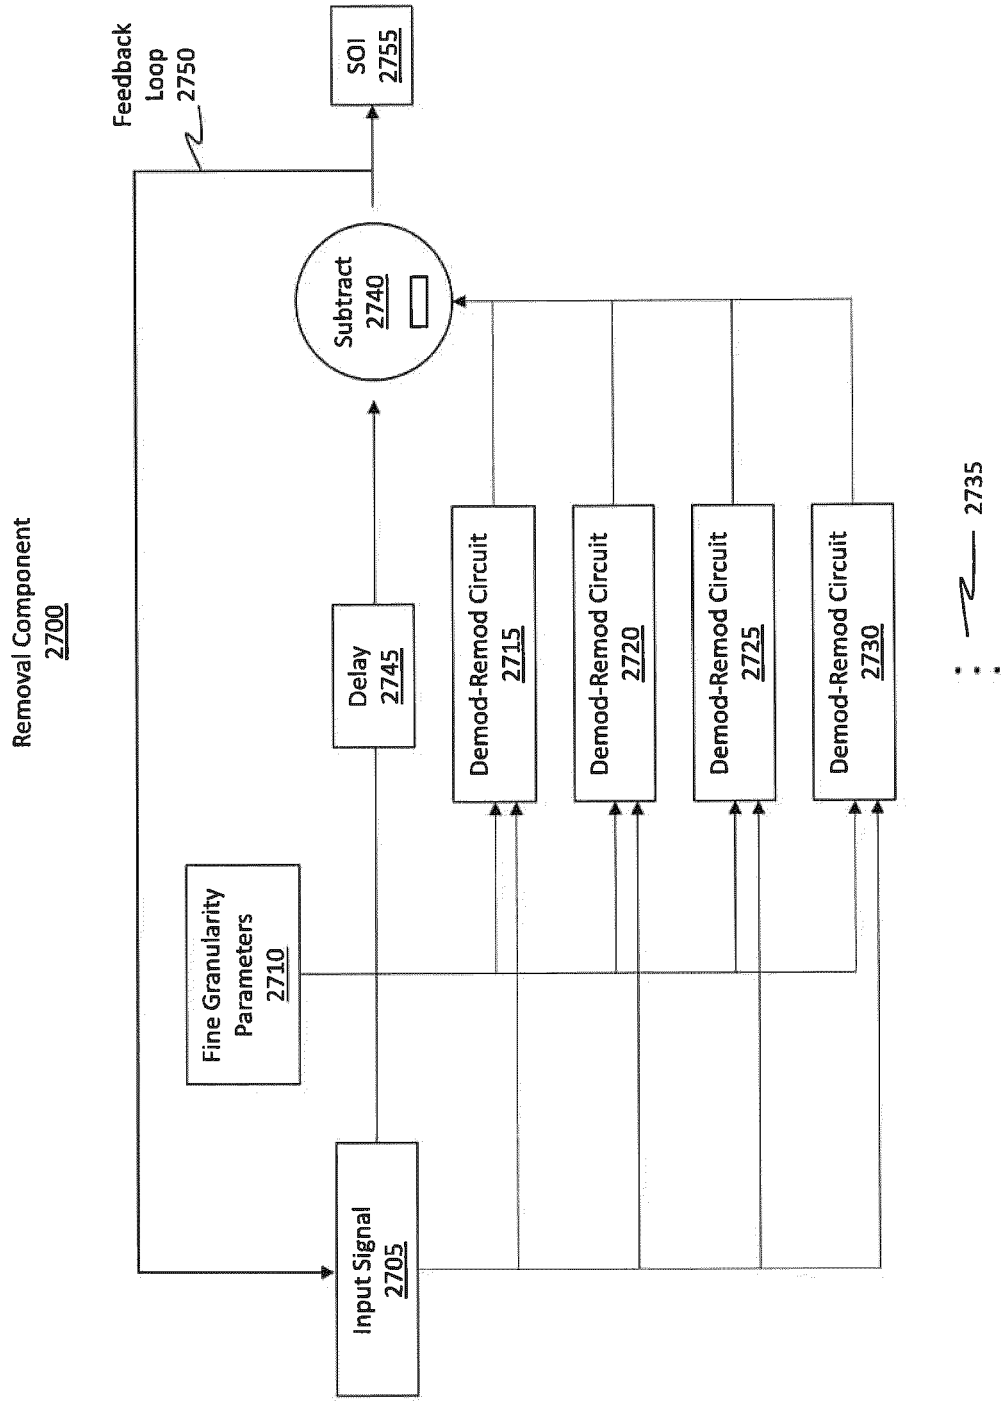 Removal Component
2700
Feedback
Loop
2750
Fine Granularity
Parameters
2710
Input Signal
2705
Delay
2745
Subtract
2740
SOI
2755
Demod-Remod Circuit
2715
Demod-Remod Circuit
2720
Demod-Remod Circuit
2725
Demod-Remod Circuit
2730
2735